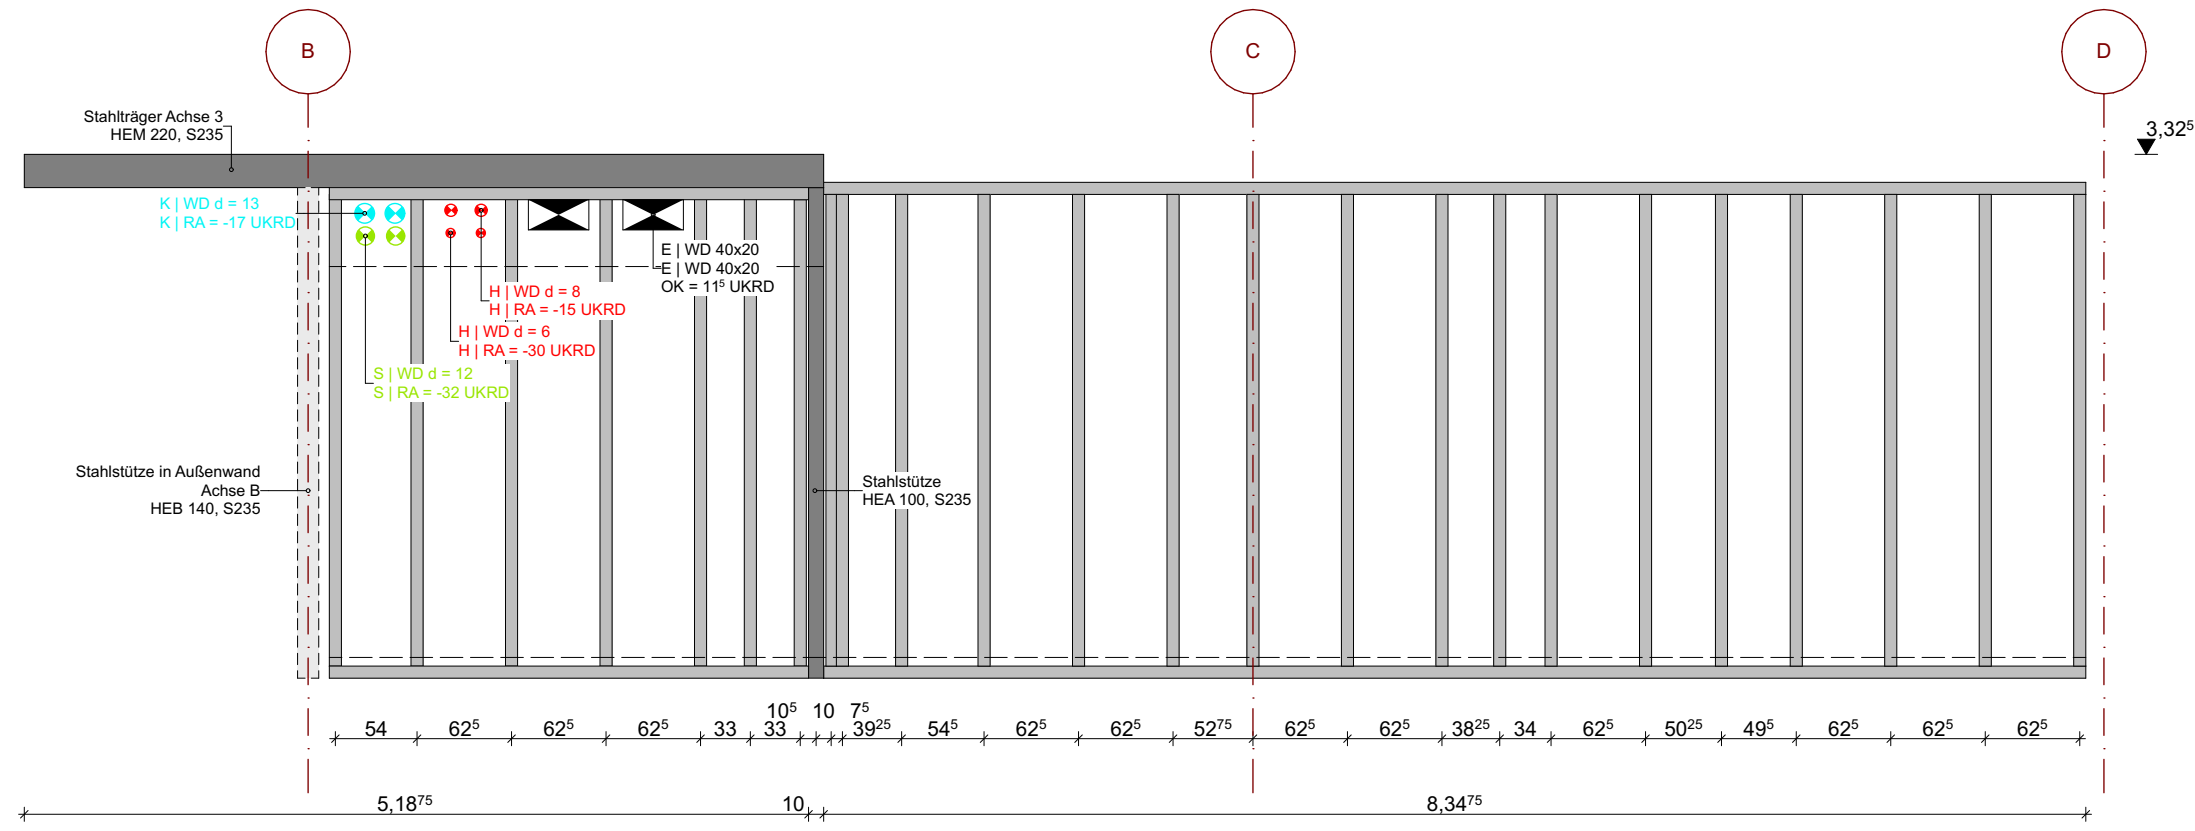 B
C
D
Stahlträger Achse 3
HEM 220, S235
3,32⁵
K | WD d = 13
K | RA = -17 UKRD
E | WD 40x20
E | WD 40x20
OK = 11⁵ UKRD
H | WD d = 8
H | RA = -15 UKRD
H | WD d = 6
H | RA = -30 UKRD
S | WD d = 12
S | RA = -32 UKRD
Stahlstütze in Außenwand
Achse B
HEB 140, S235
Stahlstütze
HEA 100, S235
10⁵ 10 7⁵
54 62⁵ 62⁵ 62⁵ 33 33 39²⁵ 54⁵ 62⁵ 62⁵ 52⁷⁵ 62⁵ 62⁵ 38²⁵ 34 62⁵ 50²⁵ 49⁵ 62⁵ 62⁵ 62⁵
5,18⁷⁵ 10 8,34⁷⁵